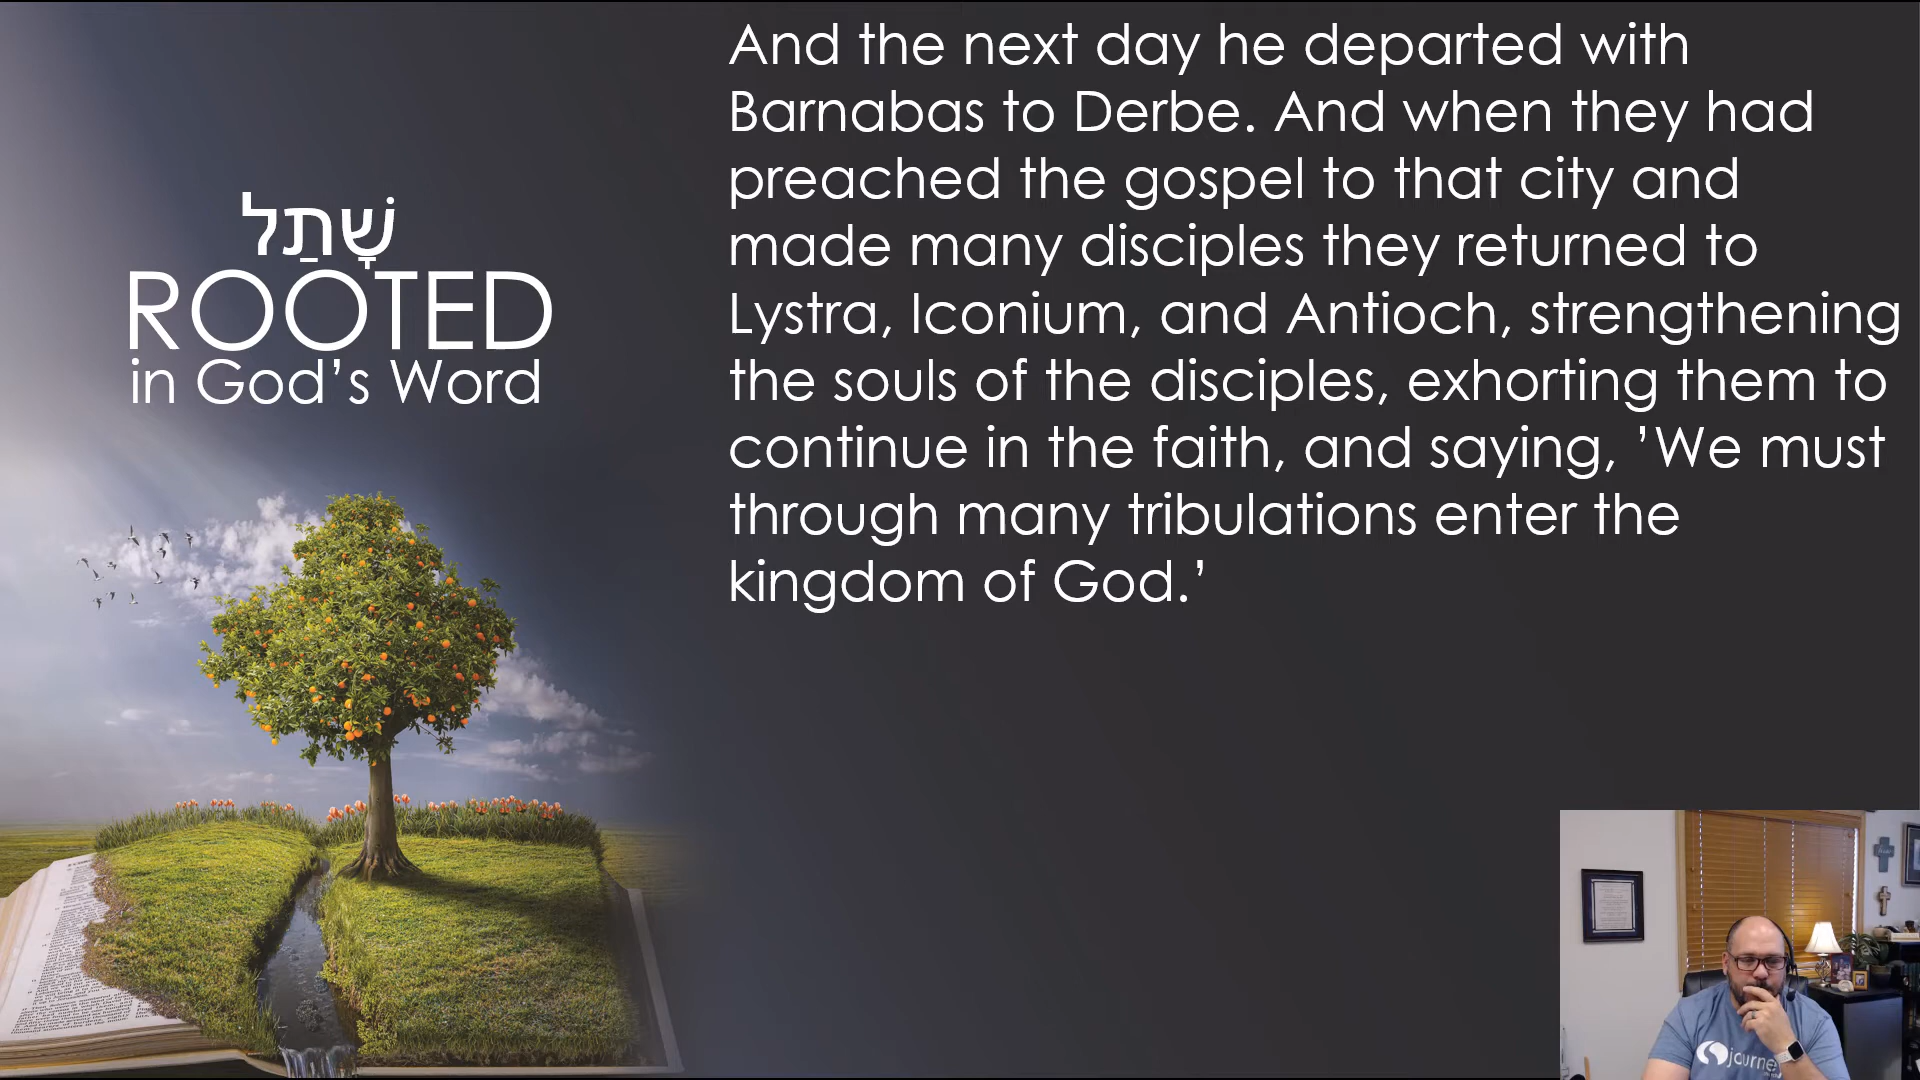 שָׁתַל
ROOTED
in God’s Word
And the next day he departed with
Barnabas to Derbe. And when they had
preached the gospel to that city and
made many disciples they returned to
Lystra, Iconium, and Antioch, strengthening
the souls of the disciples, exhorting them to
continue in the faith, and saying, ’We must
through many tribulations enter the
kingdom of God.’
journe